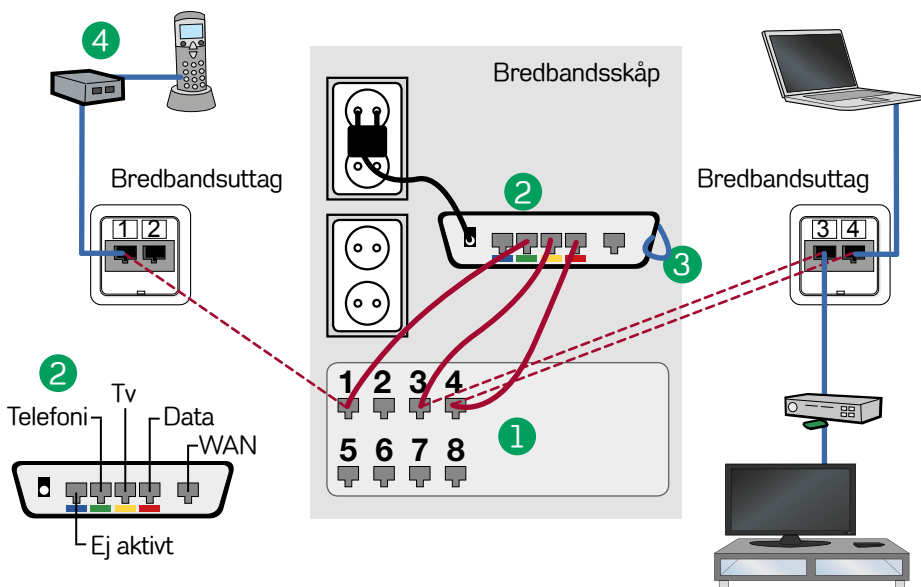 4
Bredbandsskåp
Bredbandsuttag
1 2
2
3
Bredbandsuttag
3 4
1 2 3 4
5 6 7 8
1
2
Telefoni
Tv
Data
WAN
Ej aktivt